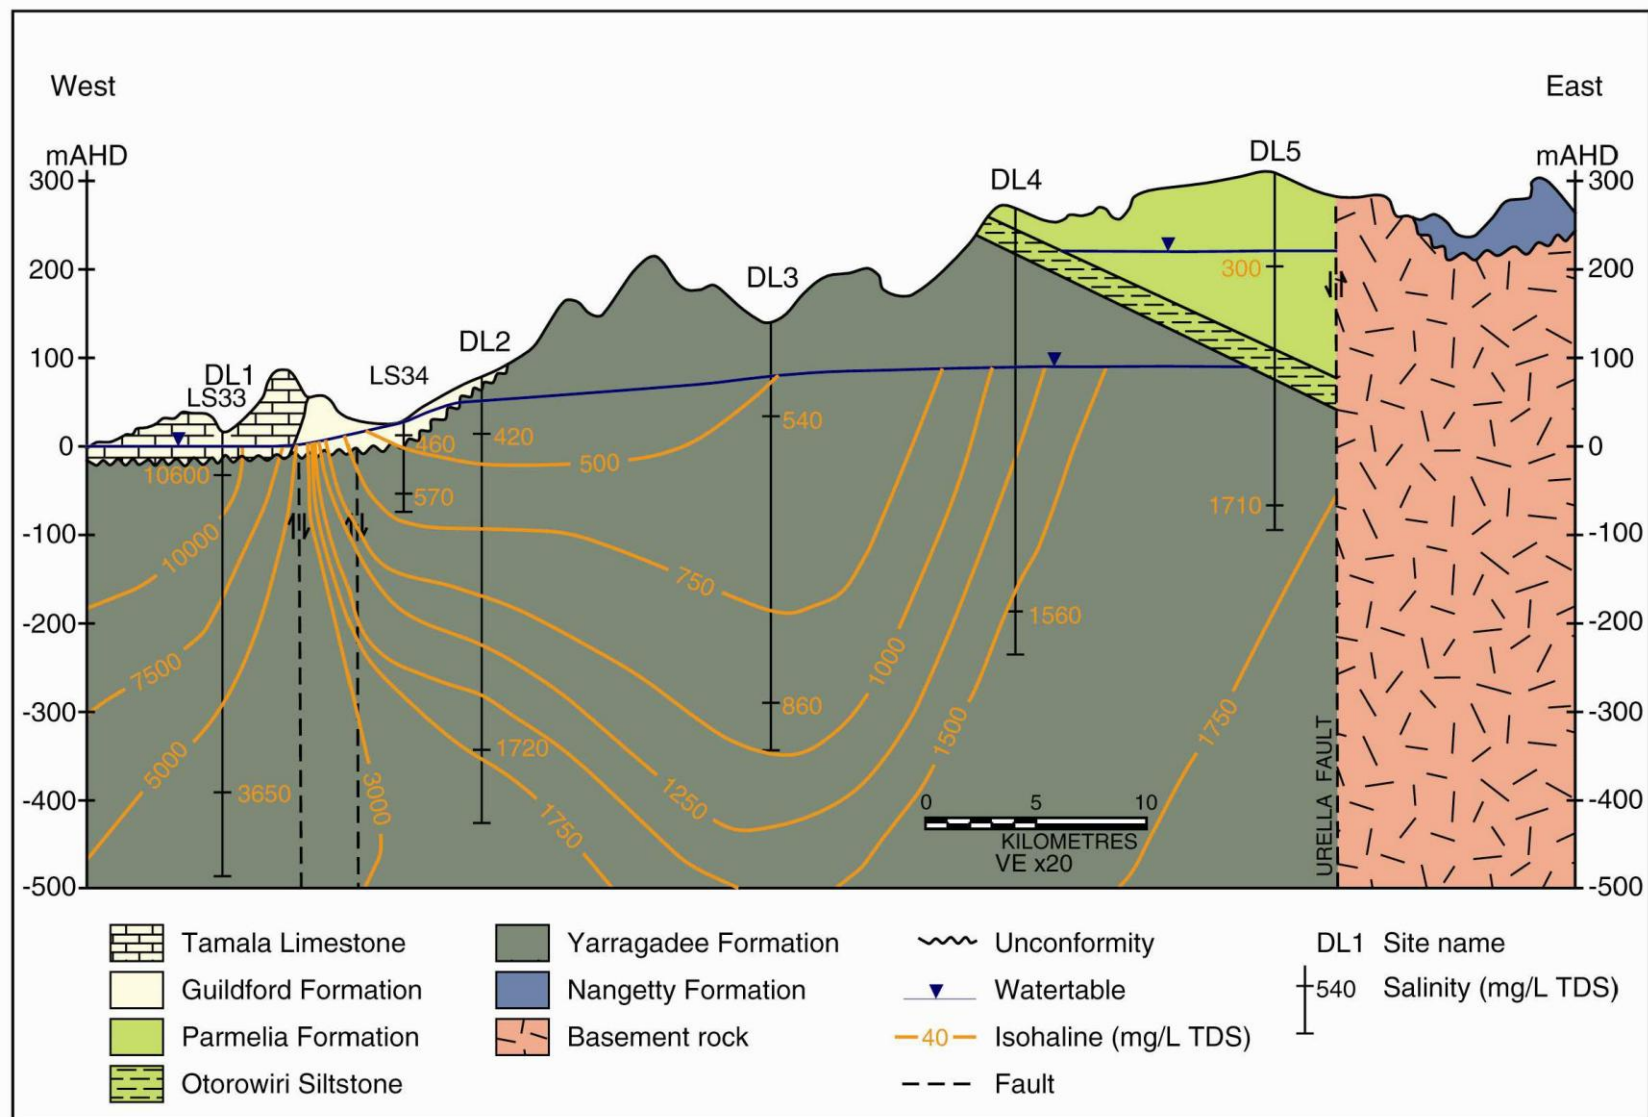 West
East
mAHD
mAHD
DL5
DL4
300
300
DL3
200
300
200
DL2
DL1
LS34
LS33
100
100
540
460
420
0
500
0
10600
570
1710
-100
10000
-100
750
-200
1560
-200
7500
1000
860
-300
1500
1750
-300
1720
5000
3650
3000
1250
1750
-400
0 5 10
KILOMETRES
VE x20
URELLA FAULT
-400
-500
-500
Tamala Limestone
Yarragadee Formation
Unconformity
DL1 Site name
Guildford Formation
Nangetty Formation
Watertable
540 Salinity (mg/L TDS)
Parmelia Formation
Basement rock
40 Isohaline (mg/L TDS)
Otorowiri Siltstone
Fault